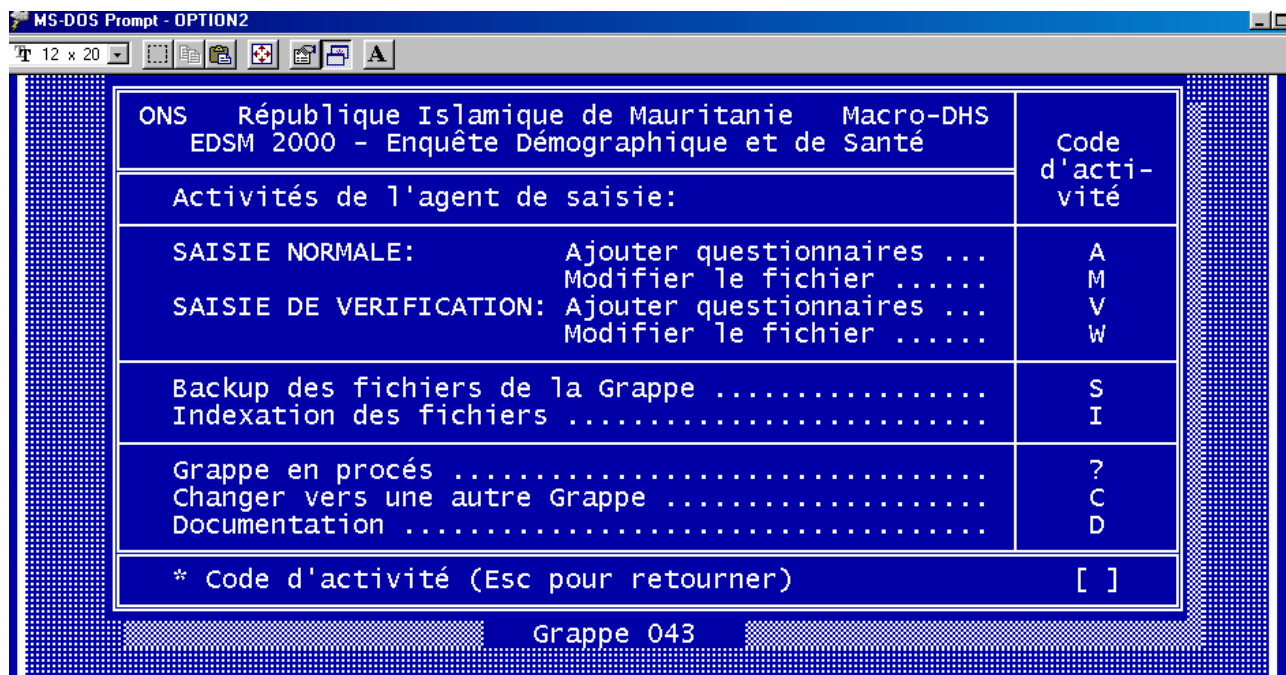 MS-DOS Prompt - OPTION2
12 x 20
A
ONS République Islamique de Mauritanie Macro-DHS
EDSM 2000 - Enquête Démographique et de Santé
Code
d'acti-
vité
Activités de l'agent de saisie:
SAISIE NORMALE: Ajouter questionnaires ... A
Modifier le fichier ...... M
SAISIE DE VERIFICATION: Ajouter questionnaires ... V
Modifier le fichier ...... W
Backup des fichiers de la Grappe ................. S
Indexation des fichiers .......................... I
Grappe en procés ................................. ?
Changer vers une autre Grappe .................... C
Documentation .................................... D
* Code d'activité (Esc pour retourner) [ ]
Grappe 043